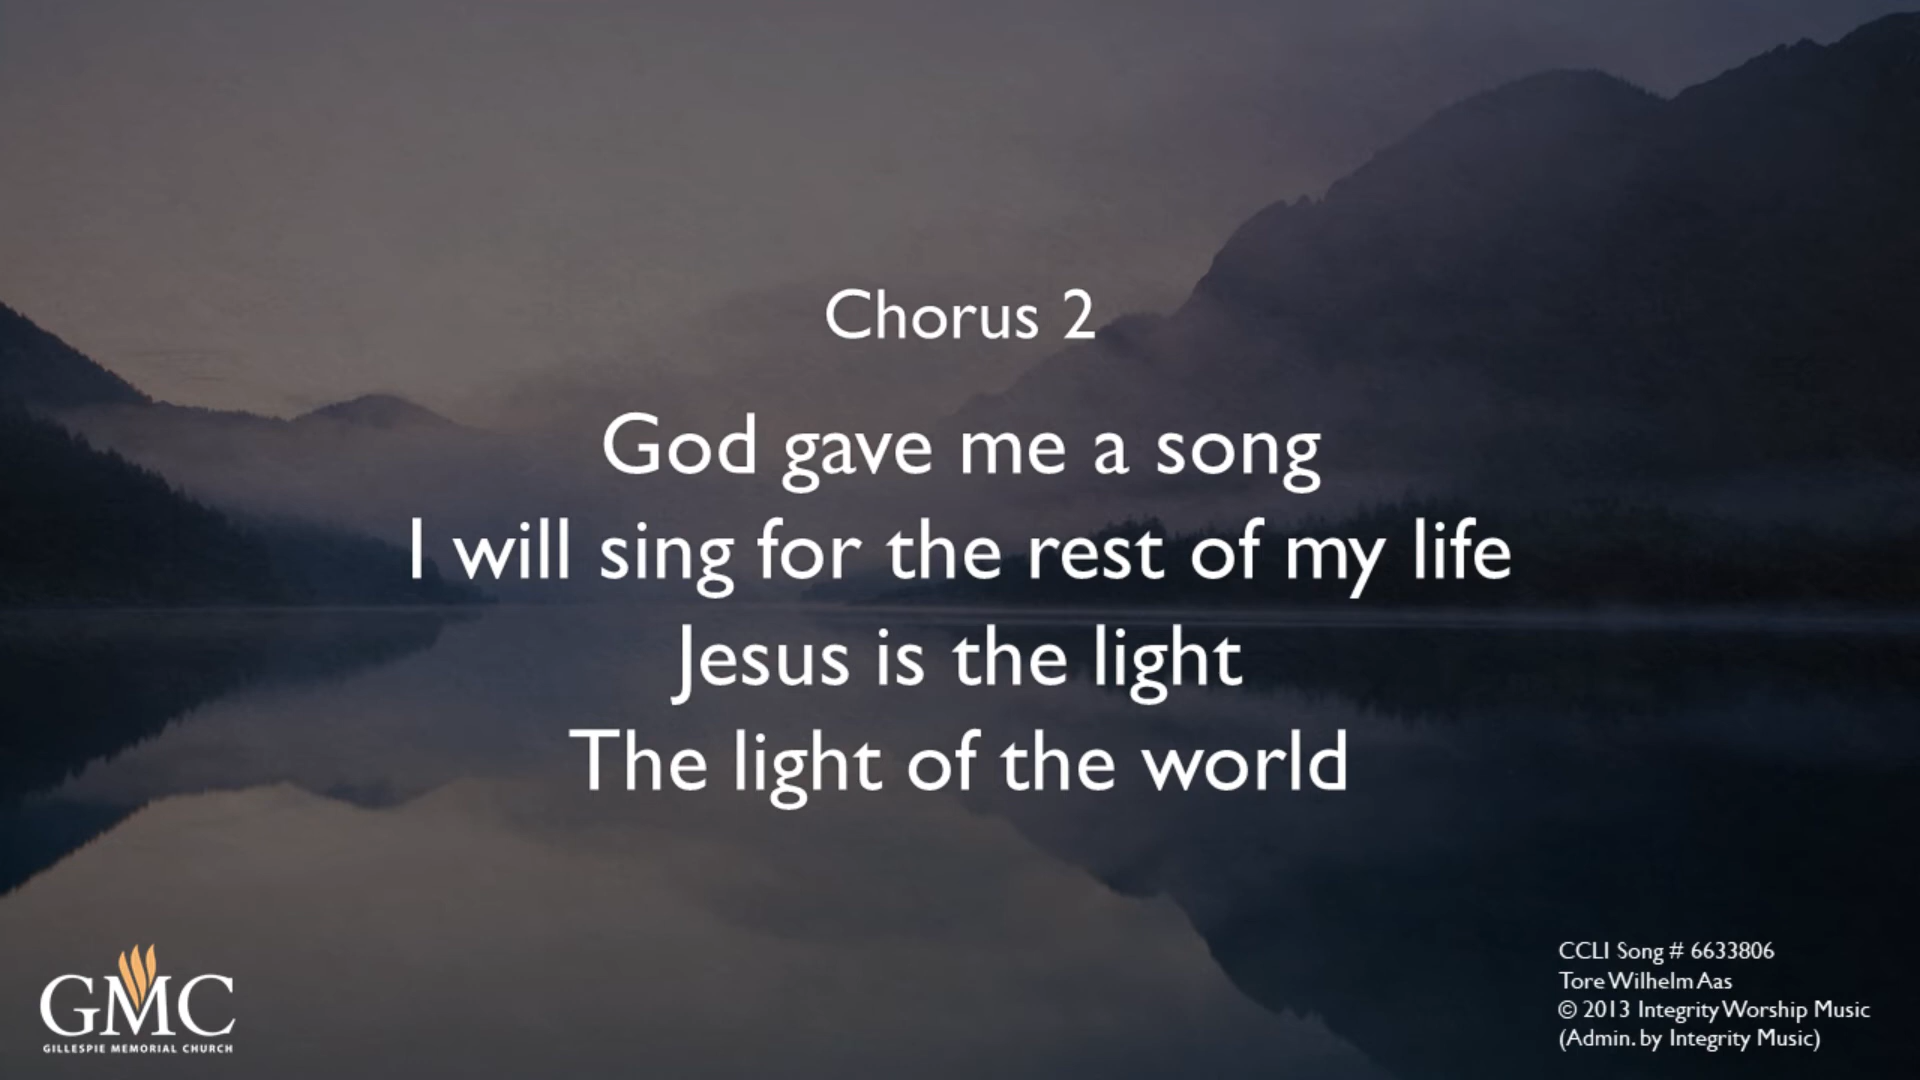 Chorus 2
God gave me a song
I will sing for the rest of my life
Jesus is the light
The light of the world
GMC
GILLESPIE MEMORIAL CHURCH
CCLI Song # 6633806
Tore Wilhelm Aas
© 2013 Integrity Worship Music
(Admin. by Integrity Music)